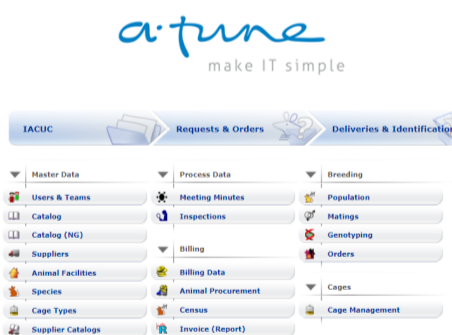 a·tune
make IT simple
IACUC
Requests & Orders
Deliveries & Identification
Master Data
Users & Teams
Catalog
Catalog (NG)
Suppliers
Animal Facilities
Species
Cage Types
Supplier Catalogs
Process Data
Meeting Minutes
Inspections
Billing
Billing Data
Animal Procurement
Census
Invoice (Report)
Breeding
Population
Matings
Genotyping
Orders
Cages
Cage Management